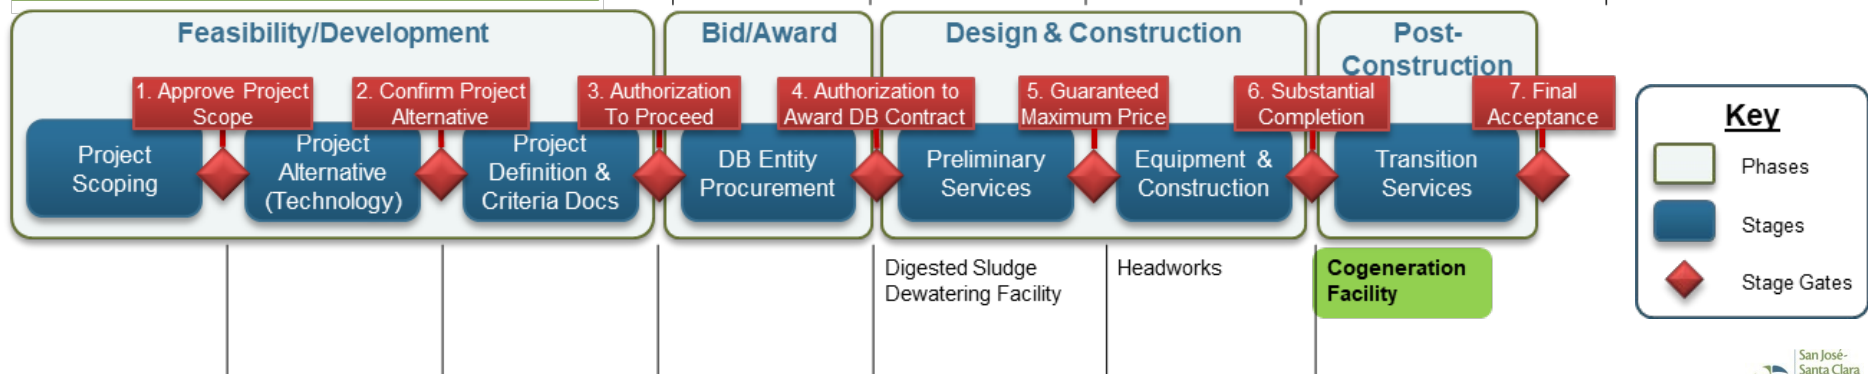 Feasibility/Development
Bid/Award
Design & Construction
Post-
Construction
1. Approve Project
Scope
2. Confirm Project
Alternative
3. Authorization
To Proceed
4. Authorization to
Award DB Contract
5. Guaranteed
Maximum Price
6. Substantial
Completion
7. Final
Acceptance
Project
Scoping
Project
Alternative
(Technology)
Project
Definition &
Criteria Docs
DB Entity
Procurement
Preliminary
Services
Equipment &
Construction
Transition
Services
Digested Sludge
Dewatering Facility
Headworks
Cogeneration
Facility
Key
Phases
Stages
Stage Gates
San José-
Santa Clara